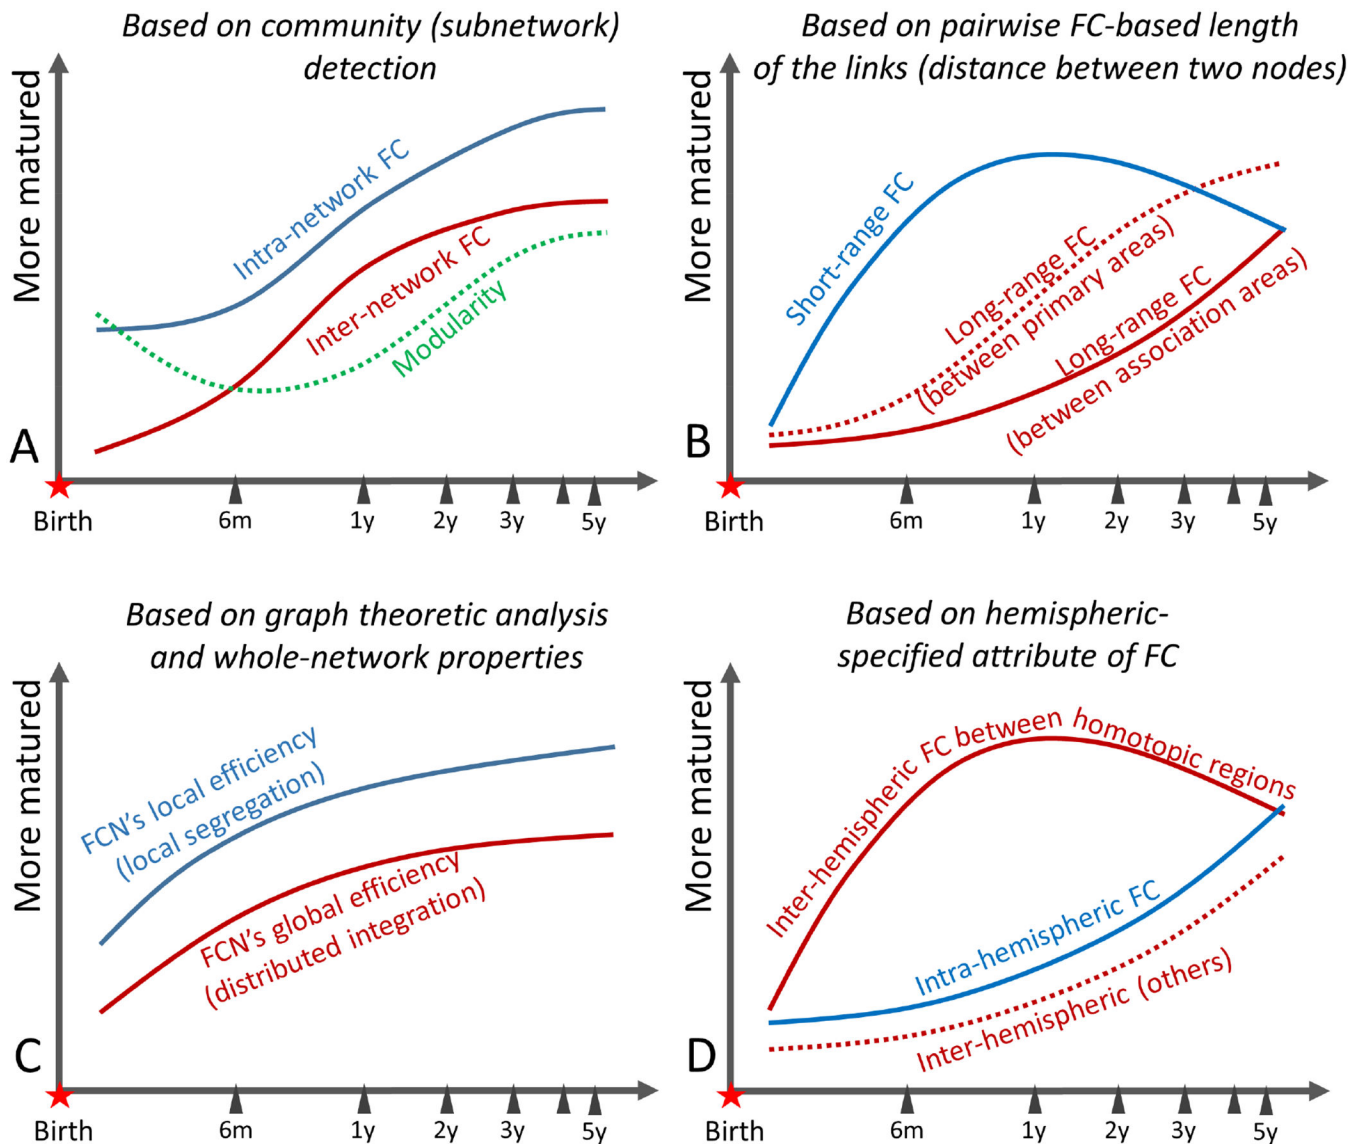 Based on community (subnetwork)
detection
More matured
Intra-network FC
Inter-network FC
Modularity
A
Birth
6m
1y
2y
3y
5y
Based on pairwise FC-based length
of the links (distance between two nodes)
More matured
Short-range FC
Long-range FC
(between primary areas)
Long-range FC
(between association areas)
B
Birth
6m
1y
2y
3y
5y
Based on graph theoretic analysis
and whole-network properties
More matured
FCN's local efficiency
(local segregation)
FCN's global efficiency
(distributed integration)
C
Birth
6m
1y
2y
3y
5y
Based on hemispheric-
specified attribute of FC
More matured
Inter-hemispheric FC between homotopic regions
Intra-hemispheric FC
Inter-hemispheric (others)
D
Birth
6m
1y
2y
3y
5y